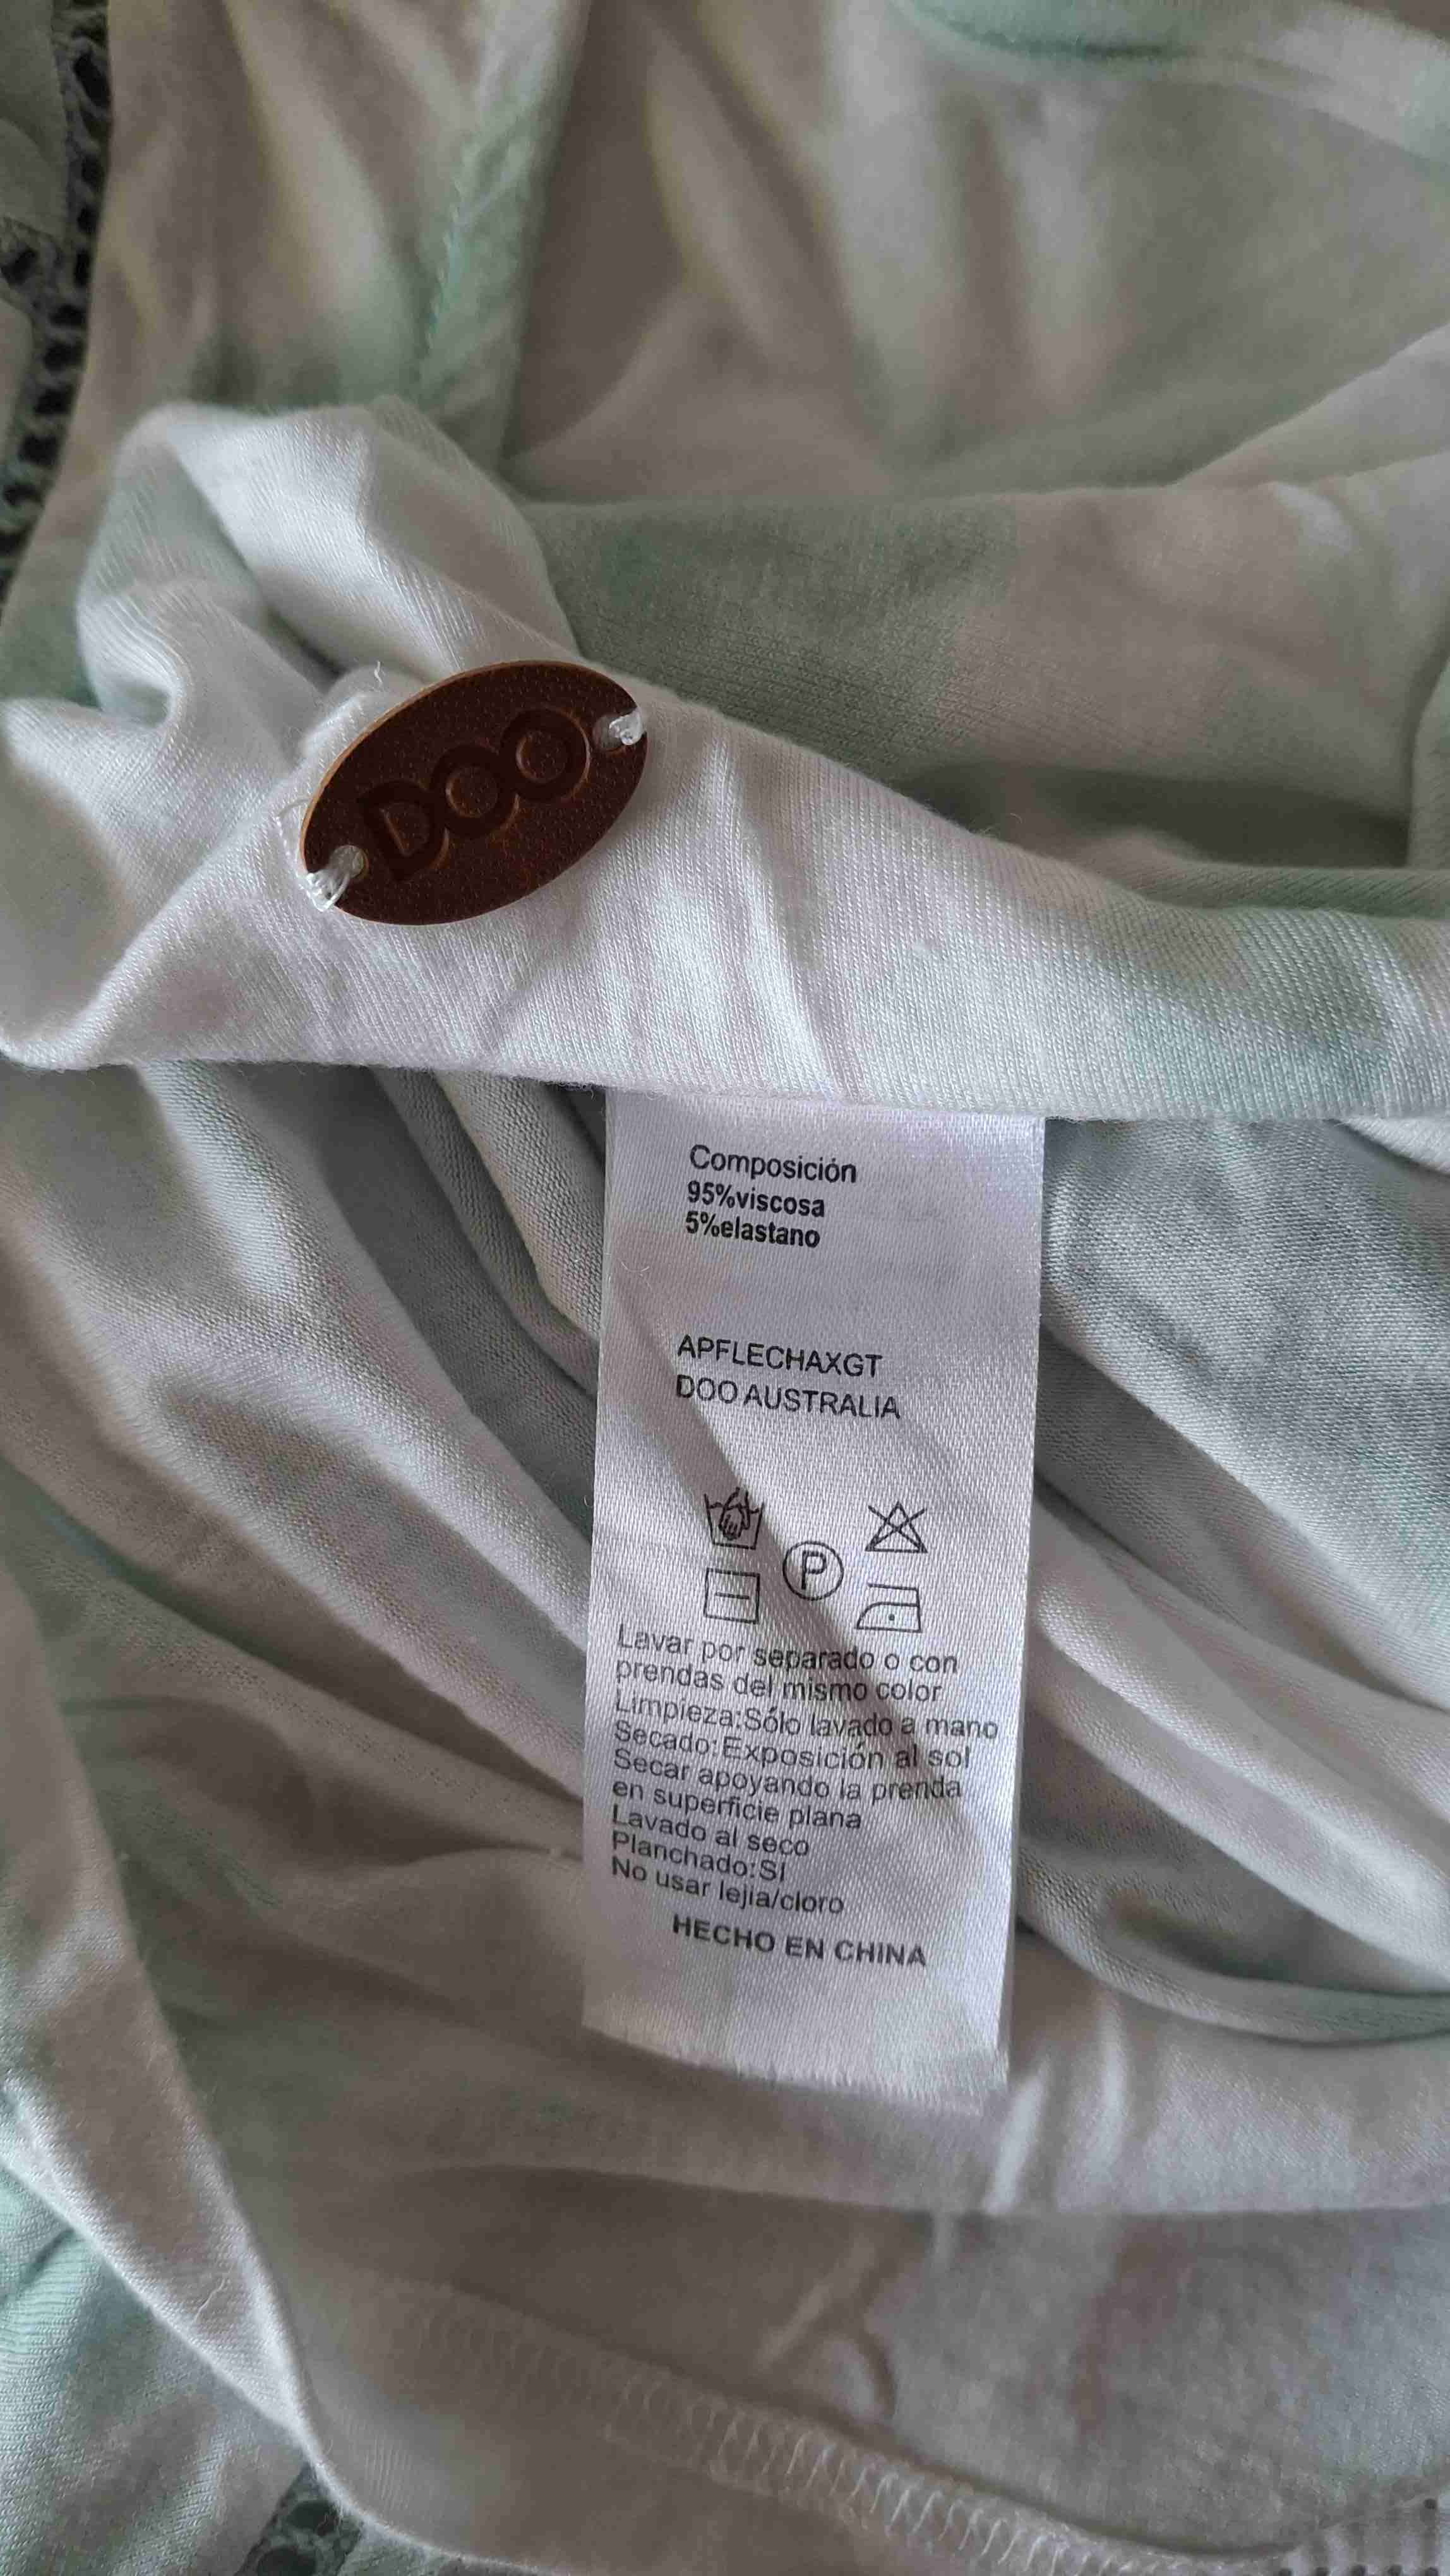 DOO
Composición
95%viscosa
5%elastano
APFLECHAXGT
DOO AUSTRALIA
P
Lavar por separado o con
prendas del mismo color
Limpieza:Sólo lavado a mano
Secado:Exposición al sol
Secar apoyando la prenda
en superficie plana
Lavado al seco
Planchado:SI
No usar lejia/cloro
HECHO EN CHINA